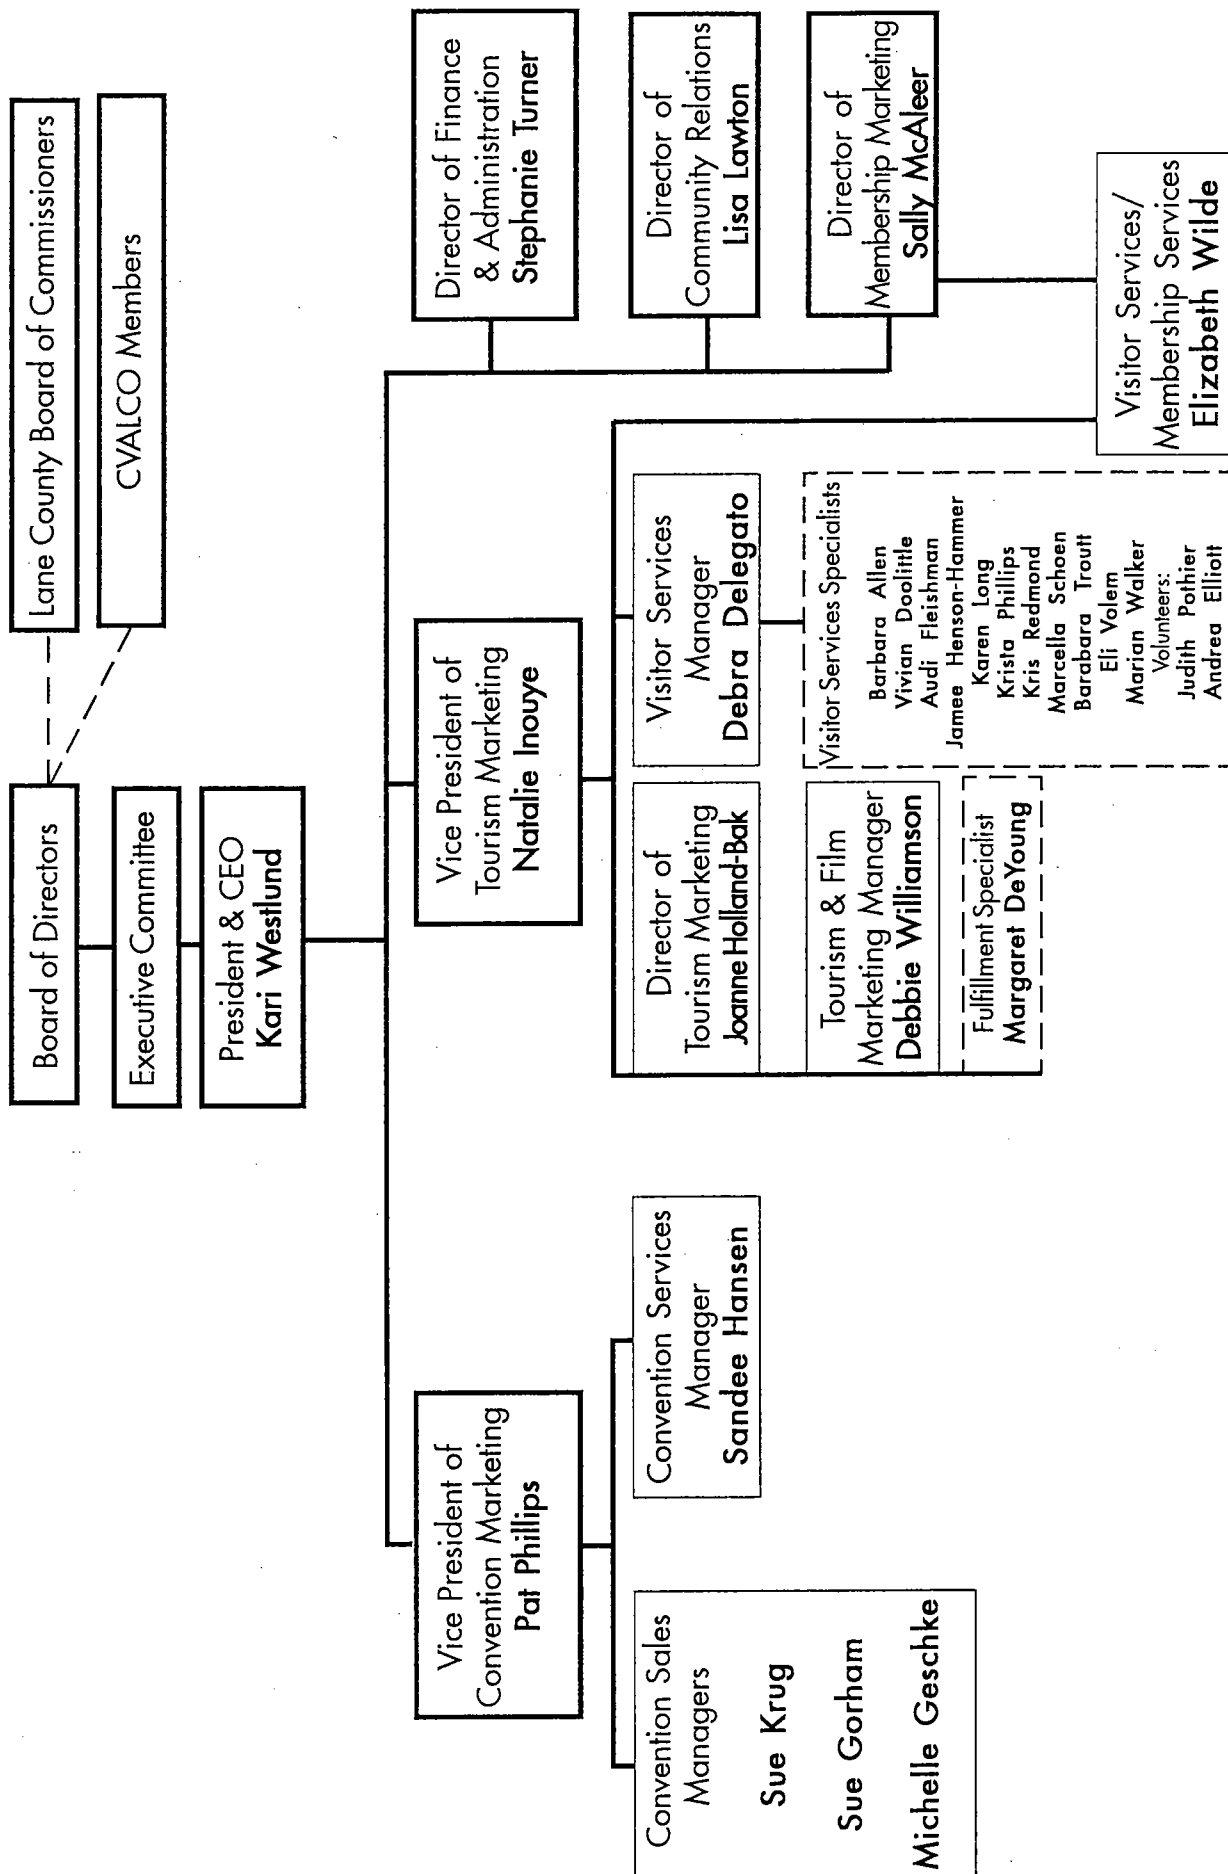 Lane County Board of Commissioners
CVALCO Members
Board of Directors
Executive Committee
President & CEO
Kari Westlund
Vice President of
Convention Marketing
Pat Phillips
Vice President of
Tourism Marketing
Natalie Inouye
Director of Finance
& Administration
Stephanie Turner
Director of
Community Relations
Lisa Lawton
Director of
Membership Marketing
Sally McAleer
Convention Sales
Managers
Sue Krug
Sue Gorham
Michelle Geschke
Convention Services
Manager
Sandee Hansen
Director of
Tourism Marketing
Joanne Holland-Bak
Tourism & Film
Marketing Manager
Debbie Williamson
Fulfillment Specialist
Margaret DeYoung
Visitor Services
Manager
Debra Delegato
Visitor Services Specialists
Barbara Allen
Vivian Doolittle
Audi Fleishman
Jamee Henson-Hammer
Karen Long
Krista Phillips
Kris Redmond
Marcella Schoen
Barabara Troutt
Eli Volem
Marian Walker
Volunteers:
Judith Pothier
Andrea Elliott
Visitor Services/
Membership Services
Elizabeth Wilde